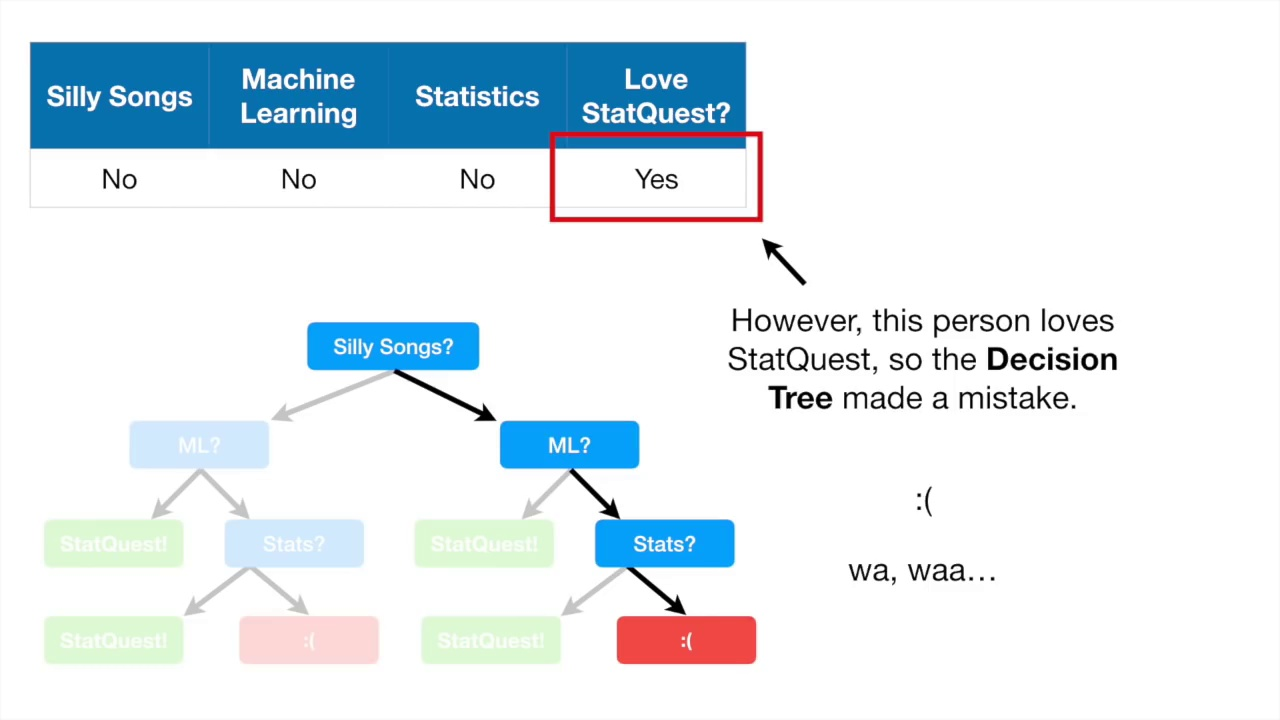 Silly Songs
Machine
Learning
Statistics
Love
StatQuest?
No
No
No
Yes
However, this person loves
StatQuest, so the Decision
Tree made a mistake.
:(
wa, waa…
Silly Songs?
ML?
ML?
StatQuest!
Stats?
StatQuest!
Stats?
StatQuest!
:(
StatQuest!
:(